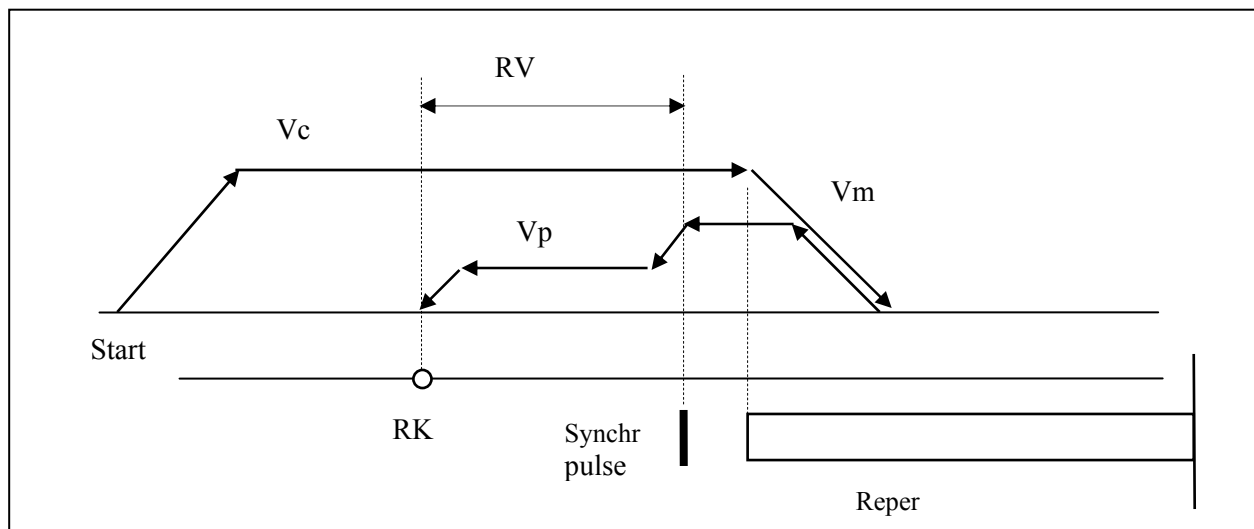 RV
Vc
Vm
Vp
Start
RK
Synchr
pulse
Reper